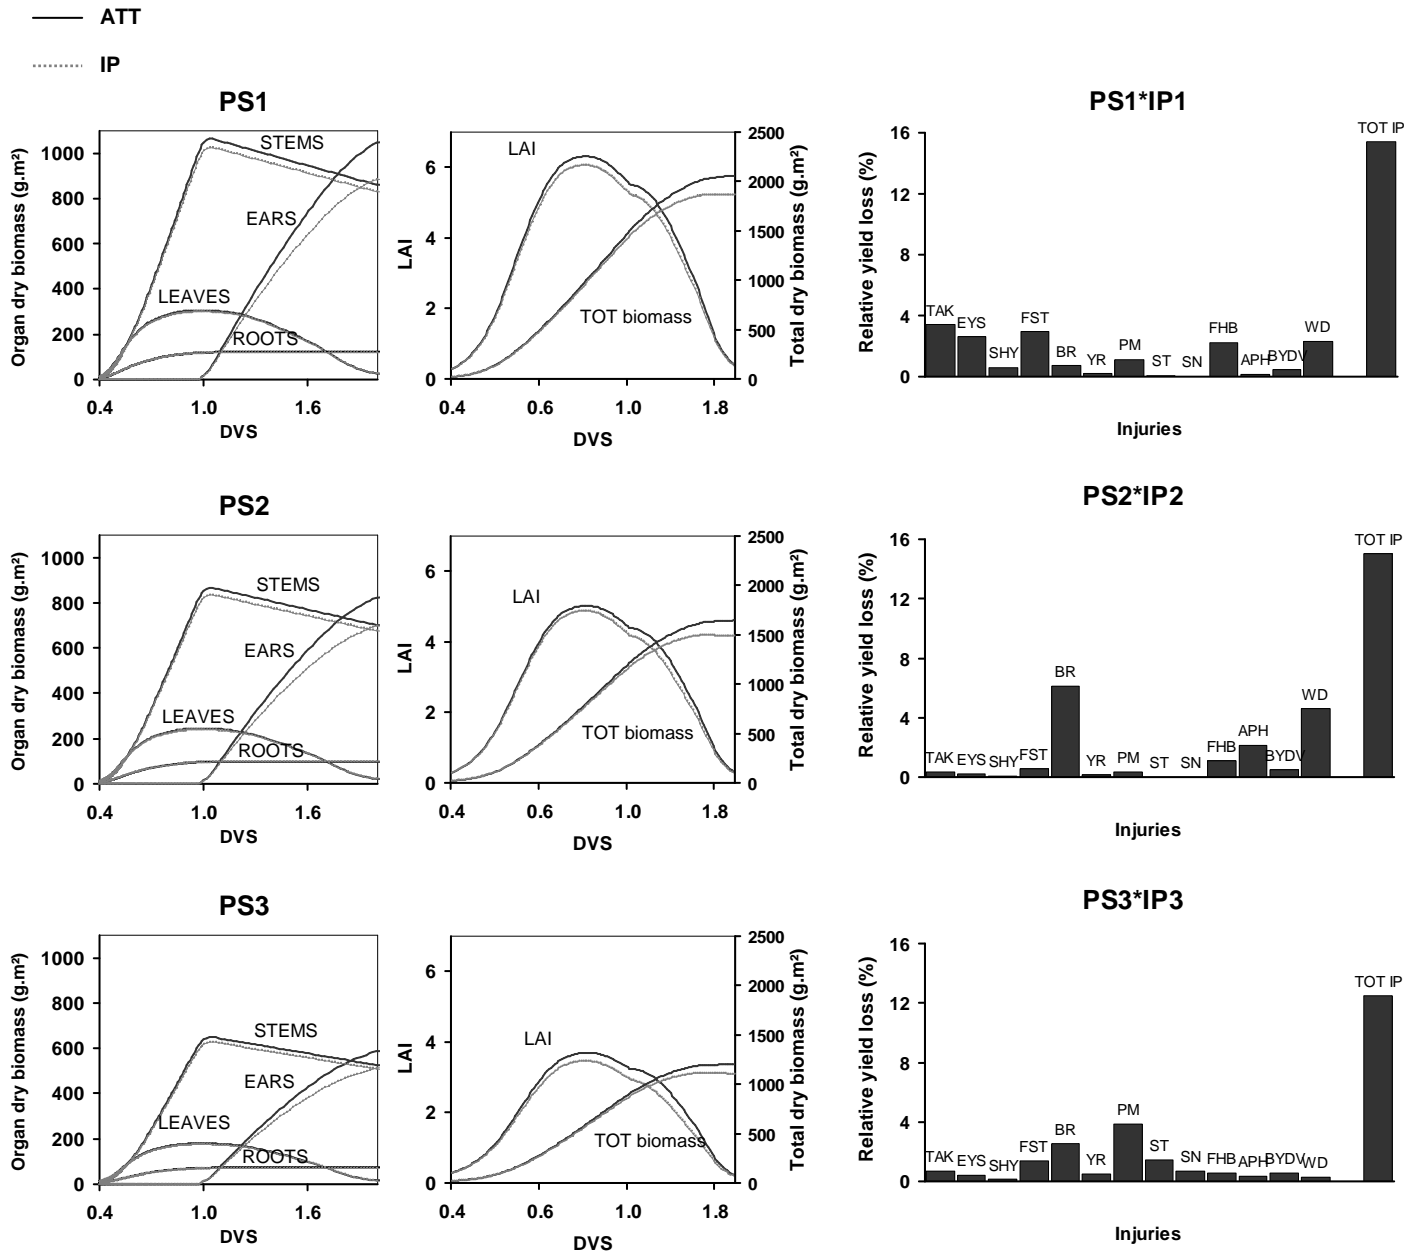 ATT
IP
PS1
Organ dry biomass (g.m²)
1000
800
600
400
200
0
STEMS
EARS
LEAVES
ROOTS
0.4 1.0 1.6
DVS
LAI
6
4
2
0
LAI
TOT biomass
0.4 0.6 1.0 1.8
DVS
2500
2000
1500
1000
500
0
Total dry biomass (g.m²)
PS1*IP1
Relative yield loss (%)
16
12
8
4
0
TAK EYS SHY FST BR YR PM ST SN FHB APH BYDV WD TOT IP
Injuries
PS2
Organ dry biomass (g.m²)
1000
800
600
400
200
0
STEMS
EARS
LEAVES
ROOTS
0.4 1.0 1.6
DVS
LAI
6
4
2
0
LAI
TOT biomass
0.4 0.6 1.0 1.8
DVS
2500
2000
1500
1000
500
0
Total dry biomass (g.m²)
PS2*IP2
Relative yield loss (%)
16
12
8
4
0
TAK EYS SHY FST BR YR PM ST SN FHB APH BYDV WD TOT IP
Injuries
PS3
Organ dry biomass (g.m²)
1000
800
600
400
200
0
STEMS
EARS
LEAVES
ROOTS
0.4 1.0 1.6
DVS
LAI
6
4
2
0
LAI
TOT biomass
0.4 0.6 1.0 1.8
DVS
2500
2000
1500
1000
500
0
Total dry biomass (g.m²)
PS3*IP3
Relative yield loss (%)
16
12
8
4
0
TAK EYS SHY FST BR YR PM ST SN FHB APH BYDV WD TOT IP
Injuries